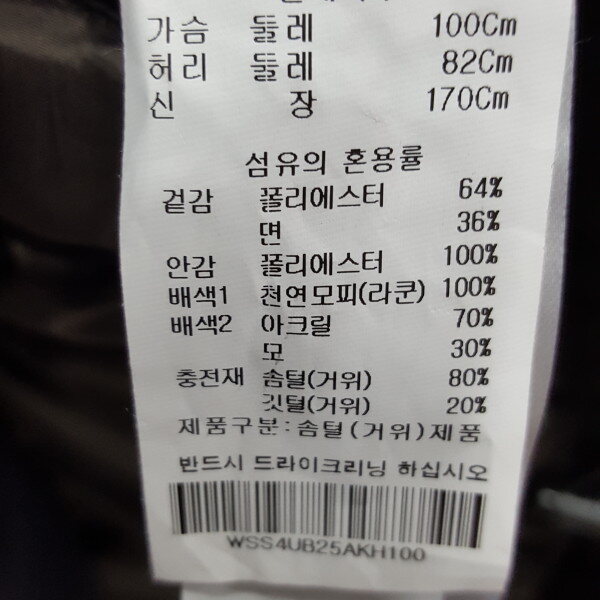 가슴 둘레 100Cm
허리 둘레 82Cm
신 장 170Cm
섬유의 혼용률
겉감 폴리에스터 64%
면 36%
안감 폴리에스터 100%
배색1 천연모피(라쿤) 100%
배색2 아크릴 70%
모 30%
충전재 솜털(거위) 80%
깃털(거위) 20%
제품구분:솜털(거위)제품
반드시 드라이크리닝 하십시오
WSS4UB25AKH100